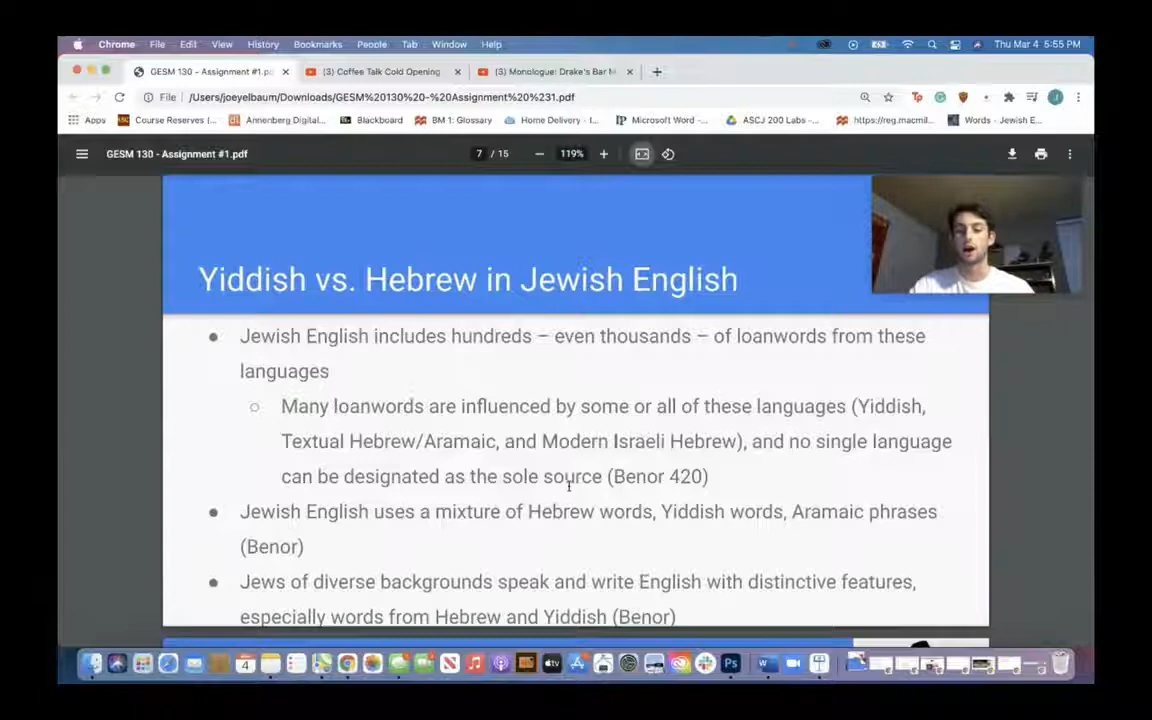 Chrome File Edit View History Bookmarks People Tab Window Help Thu Mar 4 5:55 PM
GESM 130 - Assignment #1.pd × (3) Coffee Talk Cold Opening × (3) Monologue: Drake's Bar M × +
File /Users/joeyelbaum/Downloads/GESM%20130%20-%20Assignment%20%231.pdf
Apps Course Reserves (... Annenberg Digital... Blackboard BM 1: Glossary Home Delivery - I... Microsoft Word -... ASCJ 200 Labs -... https://reg.macmil... Words - Jewish E...
GESM 130 - Assignment #1.pdf 7 / 15 − 119% +
Yiddish vs. Hebrew in Jewish English
● Jewish English includes hundreds – even thousands – of loanwords from these
languages
○ Many loanwords are influenced by some or all of these languages (Yiddish,
Textual Hebrew/Aramaic, and Modern Israeli Hebrew), and no single language
can be designated as the sole source (Benor 420)
● Jewish English uses a mixture of Hebrew words, Yiddish words, Aramaic phrases
(Benor)
● Jews of diverse backgrounds speak and write English with distinctive features,
especially words from Hebrew and Yiddish (Benor)
4 tv Ps W